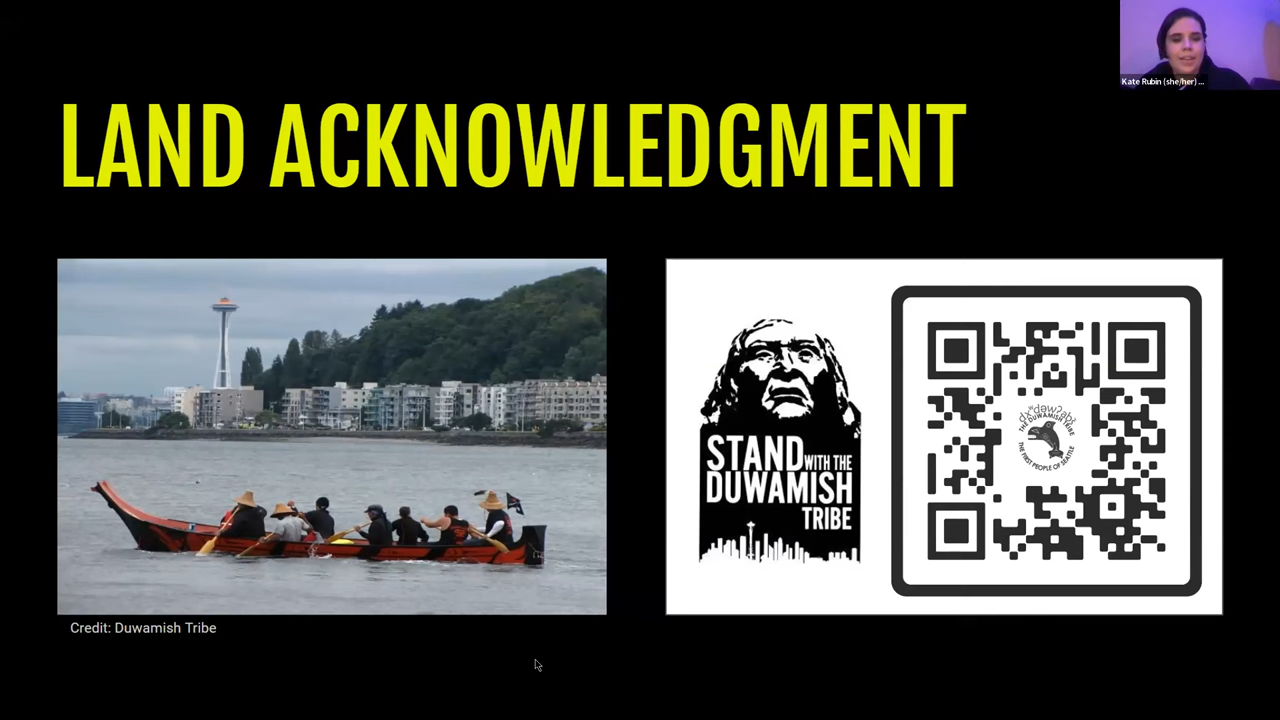 Kate Rubin (she/her) ...
LAND ACKNOWLEDGMENT
STAND WITH THE
DUWAMISH
TRIBE
THE DUWAMISH TRIBE
THE FIRST PEOPLE OF SEATTLE
Credit: Duwamish Tribe